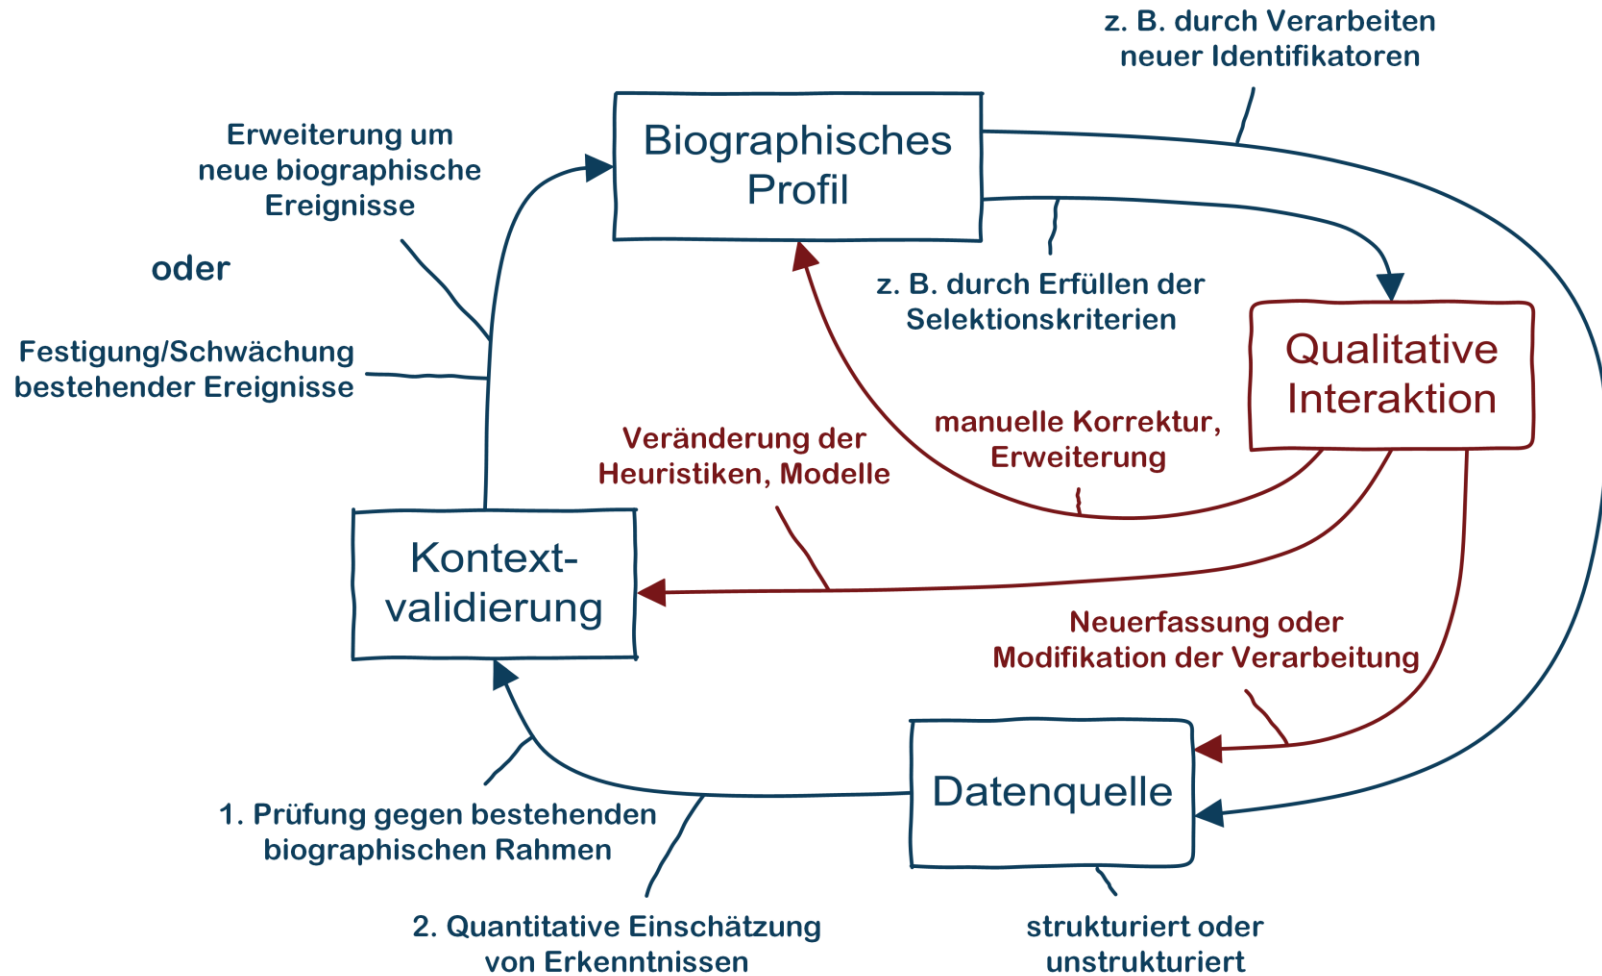 z. B. durch Verarbeiten
neuer Identifikatoren
Biographisches
Profil
Erweiterung um
neue biographische
Ereignisse
oder
Festigung/Schwächung
bestehender Ereignisse
z. B. durch Erfüllen der
Selektionskriterien
Qualitative
Interaktion
manuelle Korrektur,
Erweiterung
Veränderung der
Heuristiken, Modelle
Kontext-
validierung
Neuerfassung oder
Modifikation der Verarbeitung
Datenquelle
1. Prüfung gegen bestehenden
biographischen Rahmen
2. Quantitative Einschätzung
von Erkenntnissen
strukturiert oder
unstrukturiert